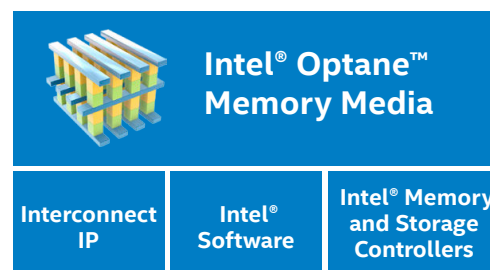 Intel® Optane™
Memory Media
Interconnect
IP
Intel®
Software
Intel® Memory
and Storage
Controllers